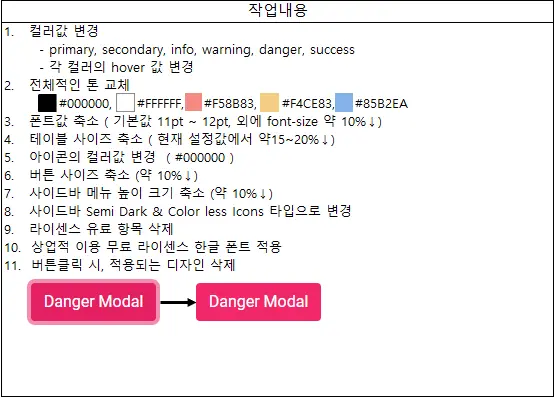 작업내용
1. 컬러값 변경
- primary, secondary, info, warning, danger, success
- 각 컬러의 hover 값 변경
2. 전체적인 톤 교체
#000000, #FFFFFF, #F58B83, #F4CE83, #85B2EA
3. 폰트값 축소 ( 기본값 11pt ~ 12pt, 외에 font-size 약 10%↓)
4. 테이블 사이즈 축소 ( 현재 설정값에서 약15~20%↓)
5. 아이콘의 컬러값 변경 ( #000000 )
6. 버튼 사이즈 축소 (약 10%↓)
7. 사이드바 메뉴 높이 크기 축소 (약 10%↓)
8. 사이드바 Semi Dark & Color less Icons 타입으로 변경
9. 라이센스 유료 항목 삭제
10. 상업적 이용 무료 라이센스 한글 폰트 적용
11. 버튼클릭 시, 적용되는 디자인 삭제
Danger Modal Danger Modal